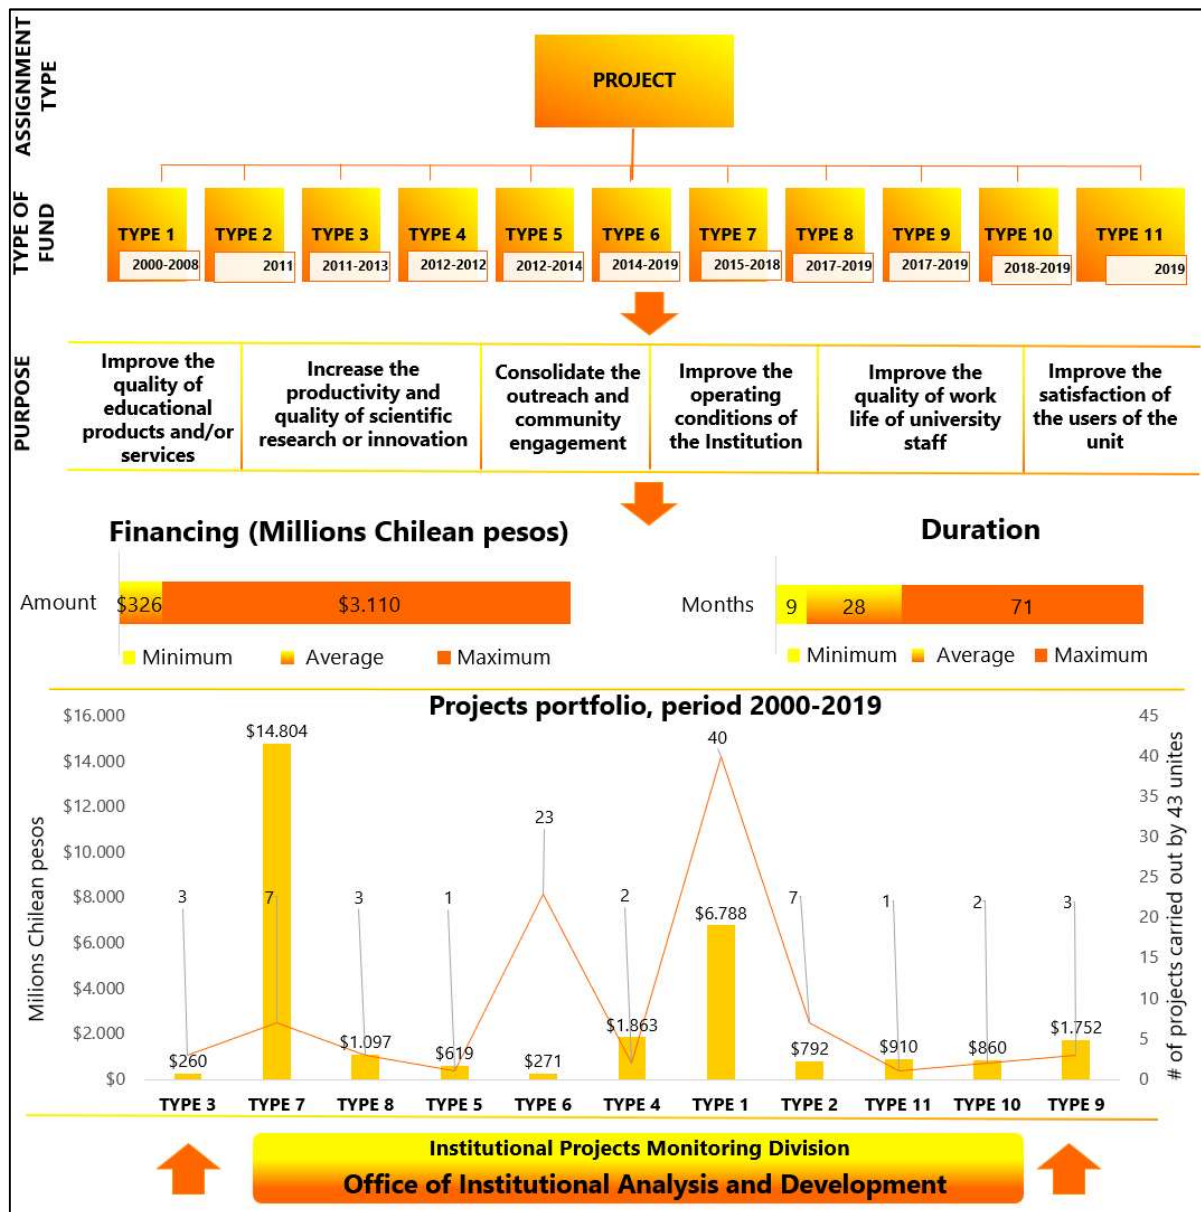 ASSIGNMENT
TYPE
PROJECT
TYPE OF
FUND
TYPE 1
2000-2008
TYPE 2
2011
TYPE 3
2011-2013
TYPE 4
2012-2012
TYPE 5
2012-2014
TYPE 6
2014-2019
TYPE 7
2015-2018
TYPE 8
2017-2019
TYPE 9
2017-2019
TYPE 10
2018-2019
TYPE 11
2019
PURPOSE
Improve the
quality of
educational
products and/or
services
Increase the
productivity and
quality of scientific
research or innovation
Consolidate the
outreach and
community
engagement
Improve the
operating
conditions of
the Institution
Improve the
quality of work
life of university
staff
Improve the
satisfaction of
the users of the
unit
Financing (Millions Chilean pesos)
Amount
$326
$3.110
Minimum
Average
Maximum
Duration
Months
9
28
71
Minimum
Average
Maximum
Projects portfolio, period 2000-2019
Milions Chilean pesos
$16.000
$14.000
$12.000
$10.000
$8.000
$6.000
$4.000
$2.000
$0
3
7
3
1
23
2
40
7
1
2
3
$260
$14.804
$1.097
$619
$271
$1.863
$6.788
$792
$910
$860
$1.752
45
40
35
30
25
20
15
10
5
0
# of projects carried out by 43 unites
TYPE 3
TYPE 7
TYPE 8
TYPE 5
TYPE 6
TYPE 4
TYPE 1
TYPE 2
TYPE 11
TYPE 10
TYPE 9
Institutional Projects Monitoring Division
Office of Institutional Analysis and Development